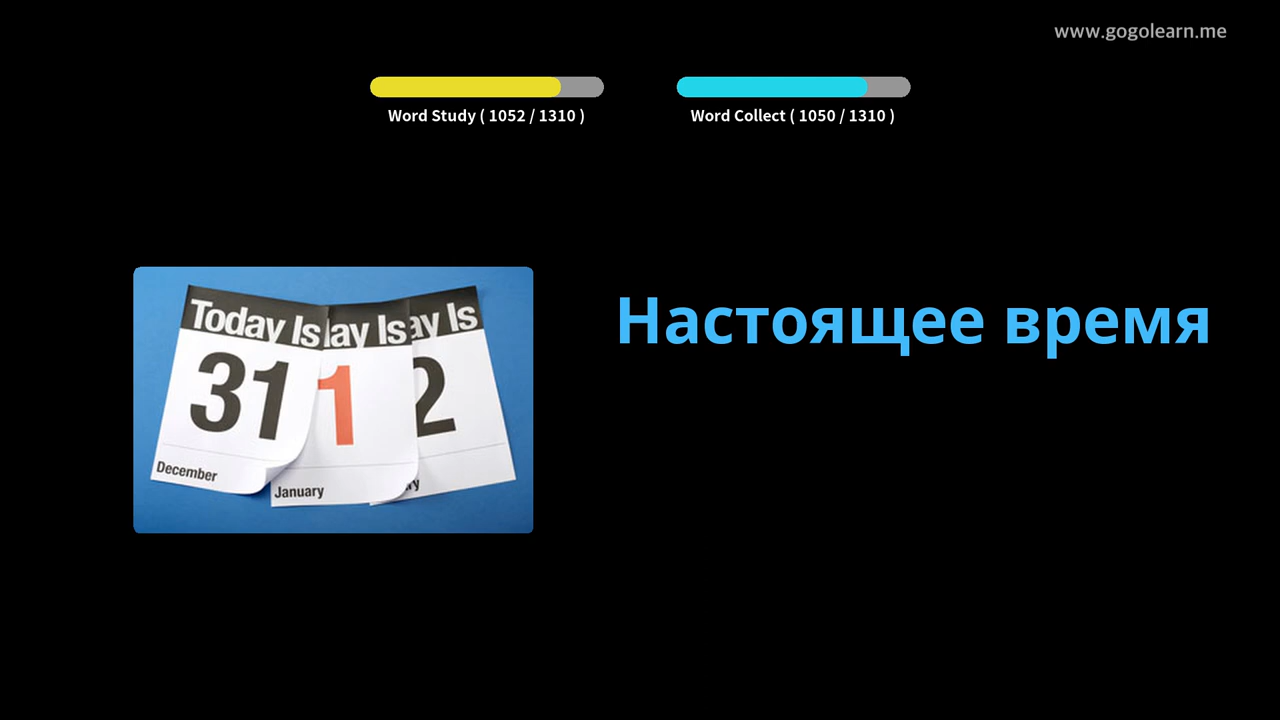 www.gogolearn.me
Word Study ( 1052 / 1310 )
Word Collect ( 1050 / 1310 )
Today Is
ay Is
ay Is
31
1
2
December
January
ry
Настоящее время